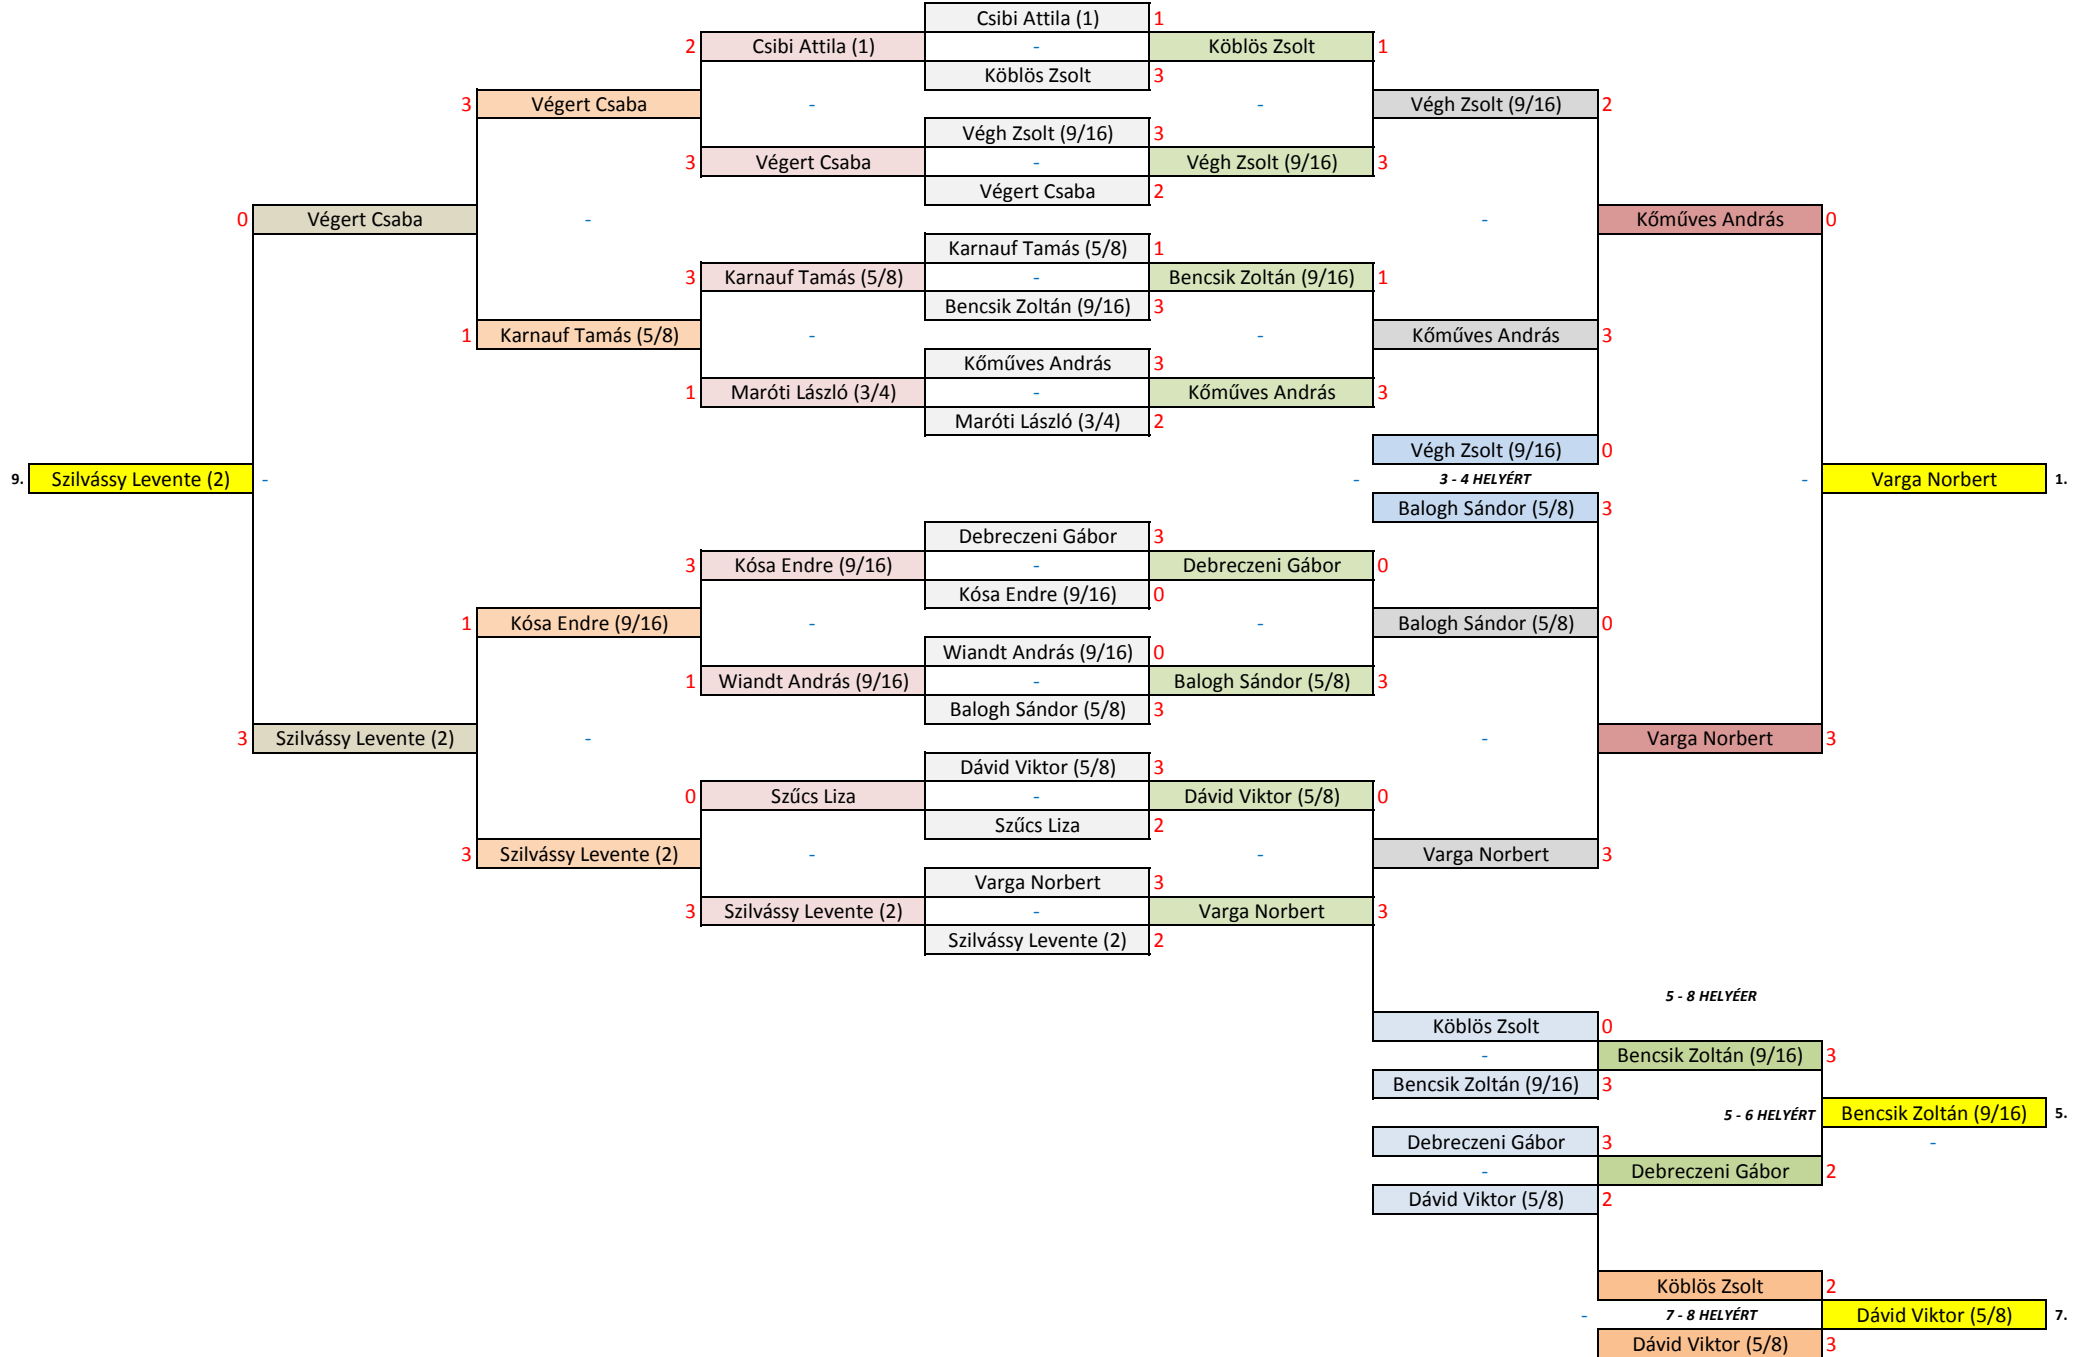 Csibi Attila (1) 1
2 Csibi Attila (1) - Köblös Zsolt 1
Köblös Zsolt 3
3 Végert Csaba - - Végh Zsolt (9/16) 2
Végh Zsolt (9/16) 3
3 Végert Csaba - Végh Zsolt (9/16) 3
Végert Csaba 2
0 Végert Csaba - - Kőműves András 0
Karnauf Tamás (5/8) 1
3 Karnauf Tamás (5/8) - Bencsik Zoltán (9/16) 1
Bencsik Zoltán (9/16) 3
1 Karnauf Tamás (5/8) - - Kőműves András 3
Kőműves András 3
1 Maróti László (3/4) - Kőműves András 3
Maróti László (3/4) 2
Végh Zsolt (9/16) 0
9. Szilvássy Levente (2) - - 3 - 4 HELYÉRT - Varga Norbert 1.
Balogh Sándor (5/8) 3
Debreczeni Gábor 3
3 Kósa Endre (9/16) - Debreczeni Gábor 0
Kósa Endre (9/16) 0
1 Kósa Endre (9/16) - - Balogh Sándor (5/8) 0
Wiandt András (9/16) 0
1 Wiandt András (9/16) - Balogh Sándor (5/8) 3
Balogh Sándor (5/8) 3
3 Szilvássy Levente (2) - - Varga Norbert 3
Dávid Viktor (5/8) 3
0 Szűcs Liza - Dávid Viktor (5/8) 0
Szűcs Liza 2
3 Szilvássy Levente (2) - - Varga Norbert 3
Varga Norbert 3
3 Szilvássy Levente (2) - Varga Norbert 3
Szilvássy Levente (2) 2
5 - 8 HELYÉER
Köblös Zsolt 0
- Bencsik Zoltán (9/16) 3
Bencsik Zoltán (9/16) 3
5 - 6 HELYÉRT Bencsik Zoltán (9/16) 5.
Debreczeni Gábor 3 -
- Debreczeni Gábor 2
Dávid Viktor (5/8) 2
Köblös Zsolt 2
- 7 - 8 HELYÉRT Dávid Viktor (5/8) 7.
Dávid Viktor (5/8) 3